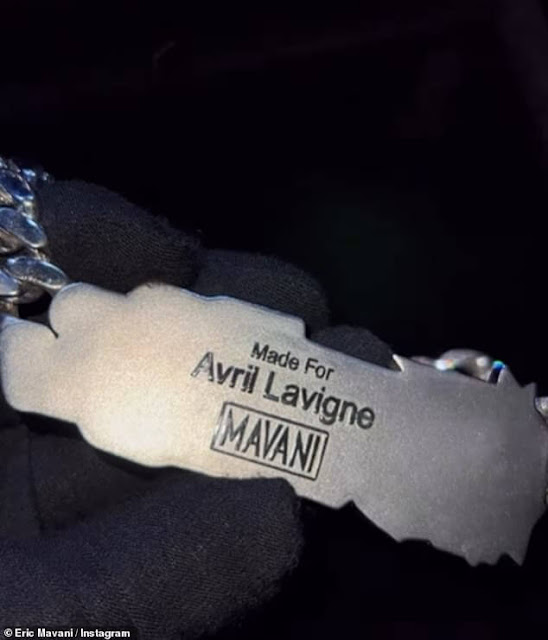 Made For
Avril Lavigne
MAVANI
© Eric Mavani / Instagram